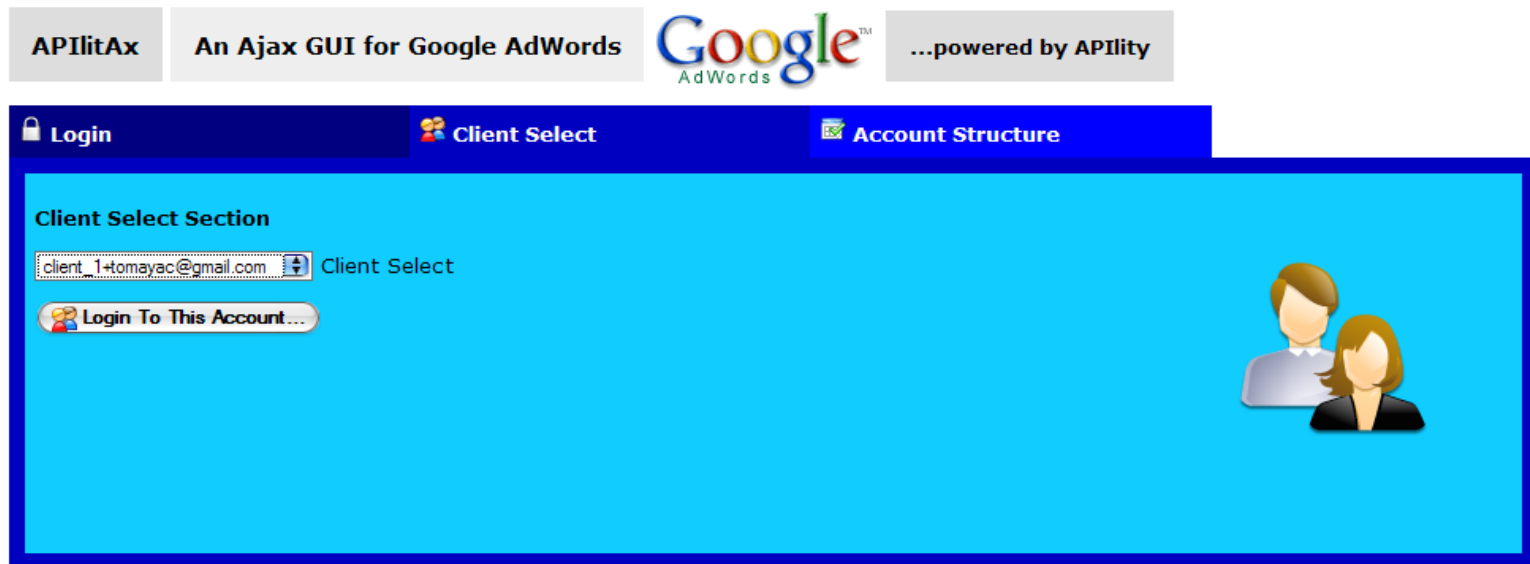 APIlitAx
An Ajax GUI for Google AdWords
Google™
AdWords
...powered by APIlity
Login
Client Select
Account Structure
Client Select Section
client_1+tomayac@gmail.com
Client Select
Login To This Account...